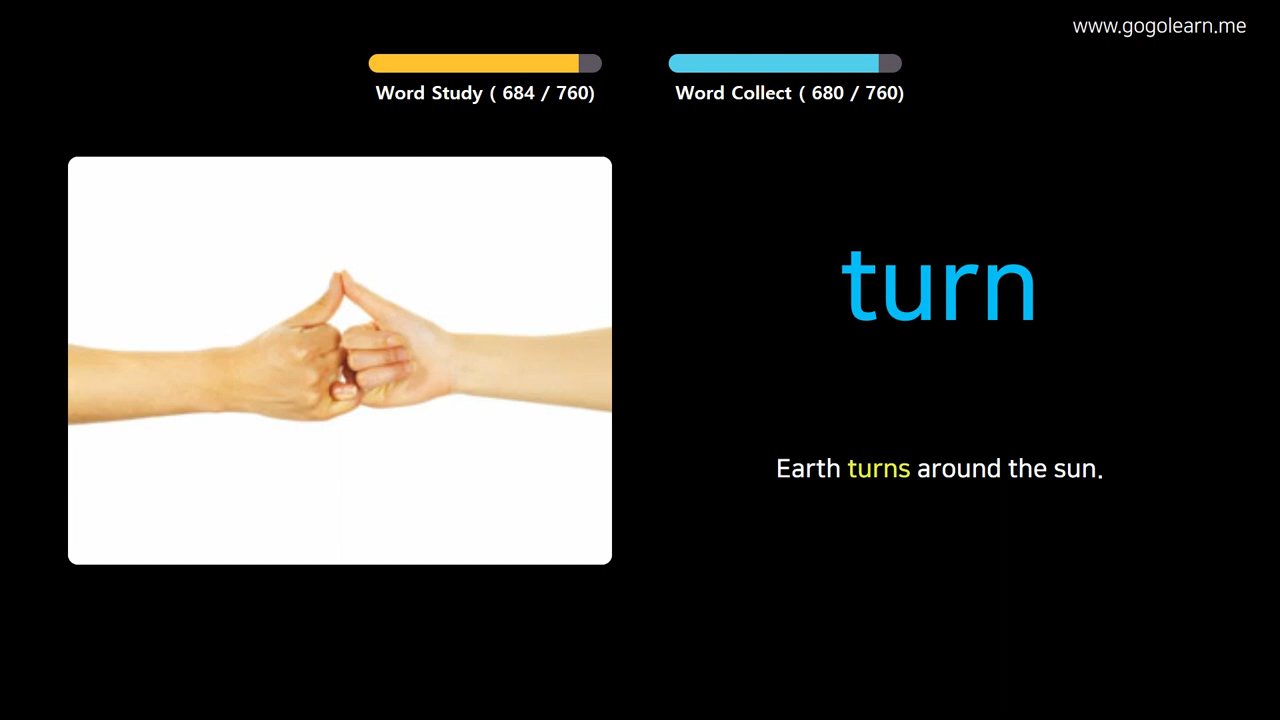 www.gogolearn.me
Word Study ( 684 / 760)
Word Collect ( 680 / 760)
turn
Earth turns around the sun.